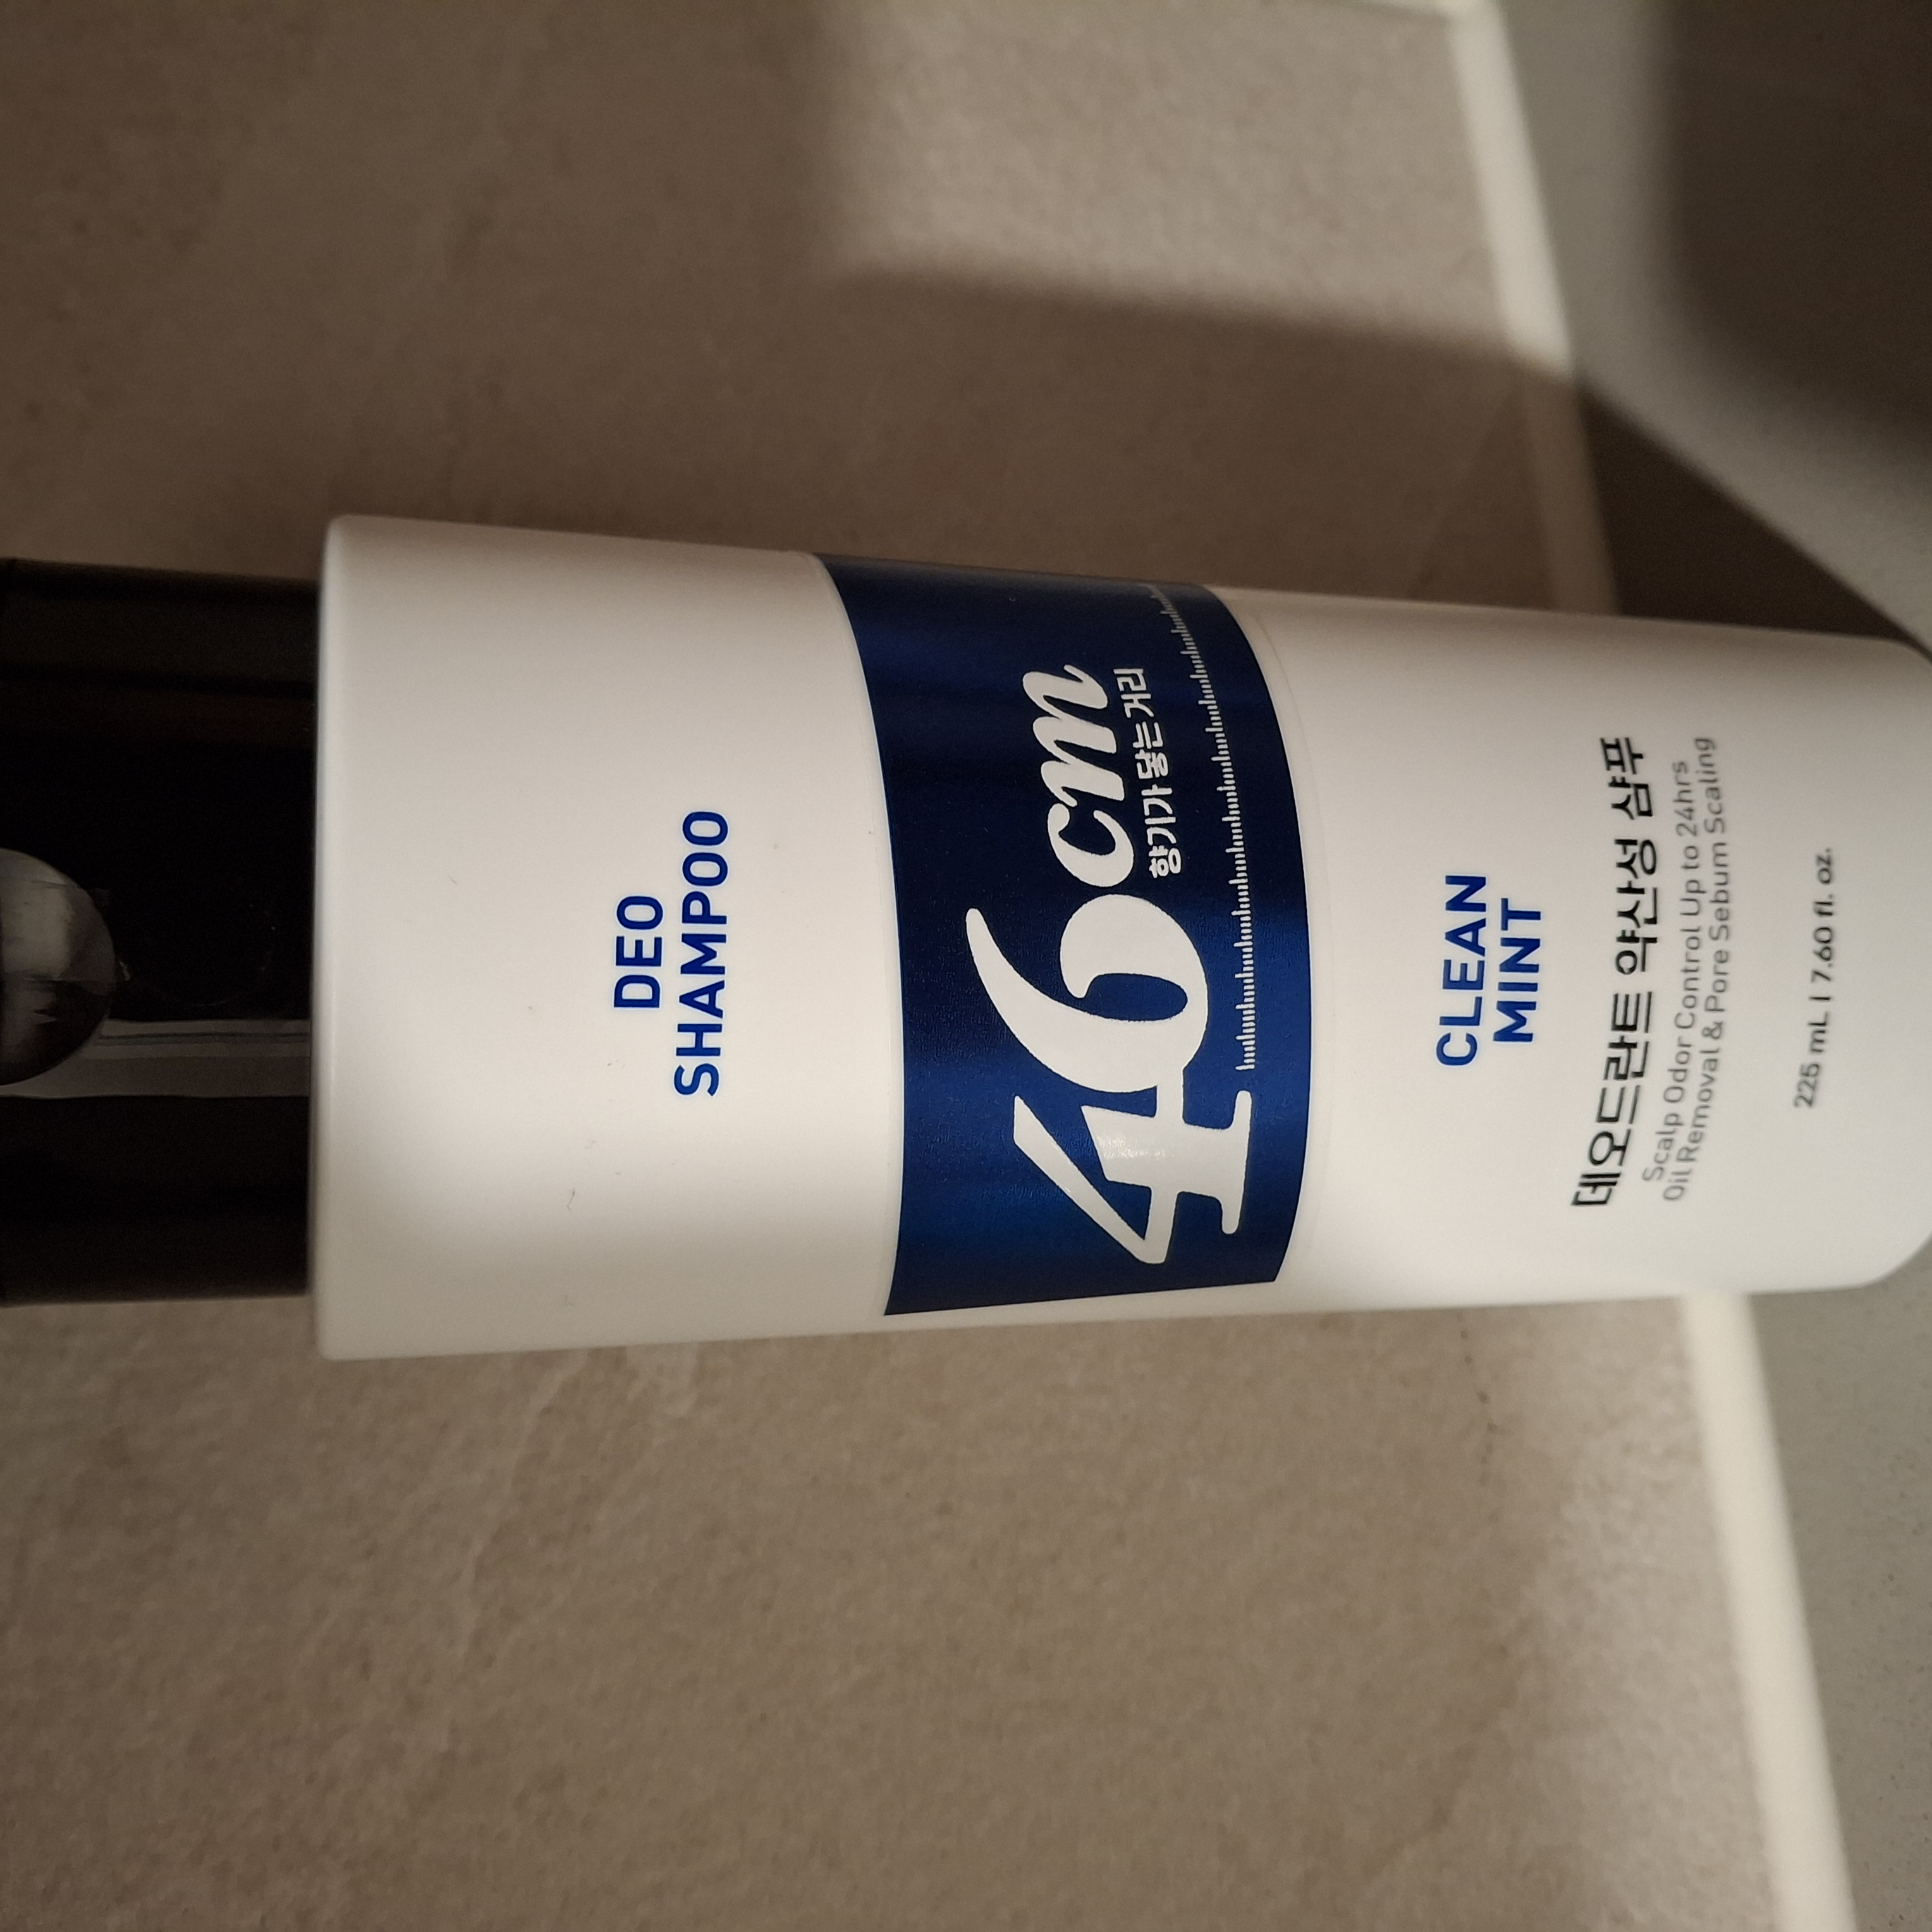 DEO
SHAMPOO
46cm
향기가 닿는 거리
CLEAN
MINT
데오드란트 약산성 샴푸
Scalp Odor Control Up to 24hrs
Oil Removal & Pore Sebum Scaling
225 mL I 7.60 fl. oz.